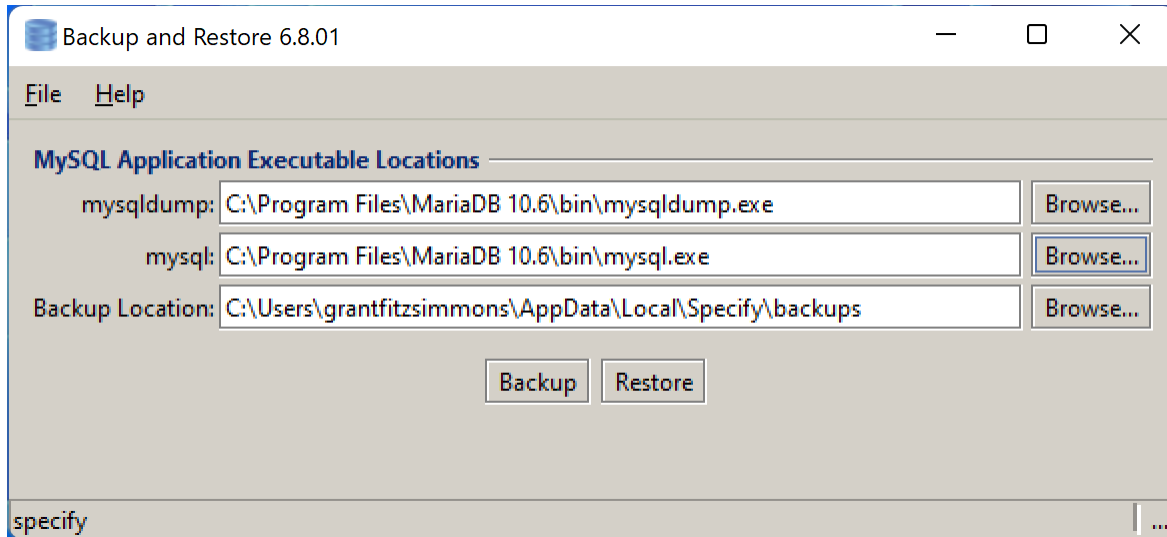 Backup and Restore 6.8.01
File Help
MySQL Application Executable Locations
mysqldump: C:\Program Files\MariaDB 10.6\bin\mysqldump.exe Browse...
mysql: C:\Program Files\MariaDB 10.6\bin\mysql.exe Browse...
Backup Location: C:\Users\grantfitzsimmons\AppData\Local\Specify\backups Browse...
Backup Restore
specify ...